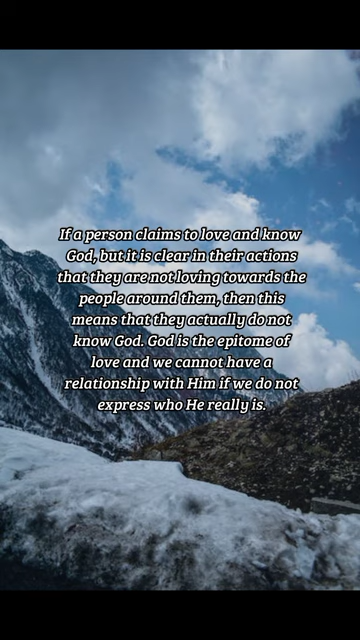 If a person claims to love and know
God, but it is clear in their actions
that they are not loving towards the
people around them, then this
means that they actually do not
know God. God is the epitome of
love and we cannot have a
relationship with Him if we do not
express who He really is.